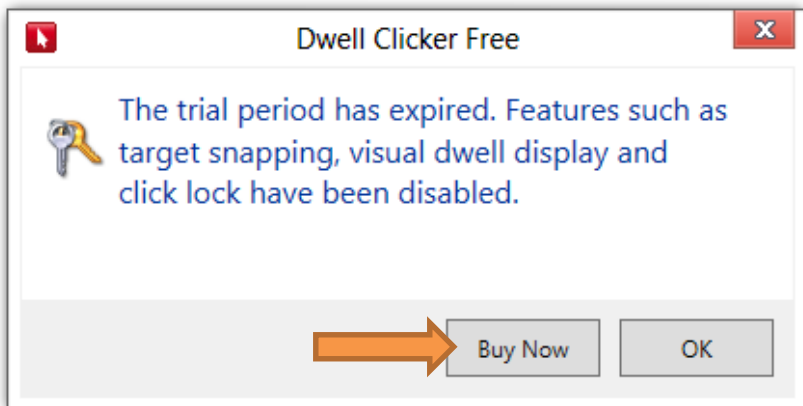 Dwell Clicker Free
The trial period has expired. Features such as
target snapping, visual dwell display and
click lock have been disabled.
Buy Now
OK